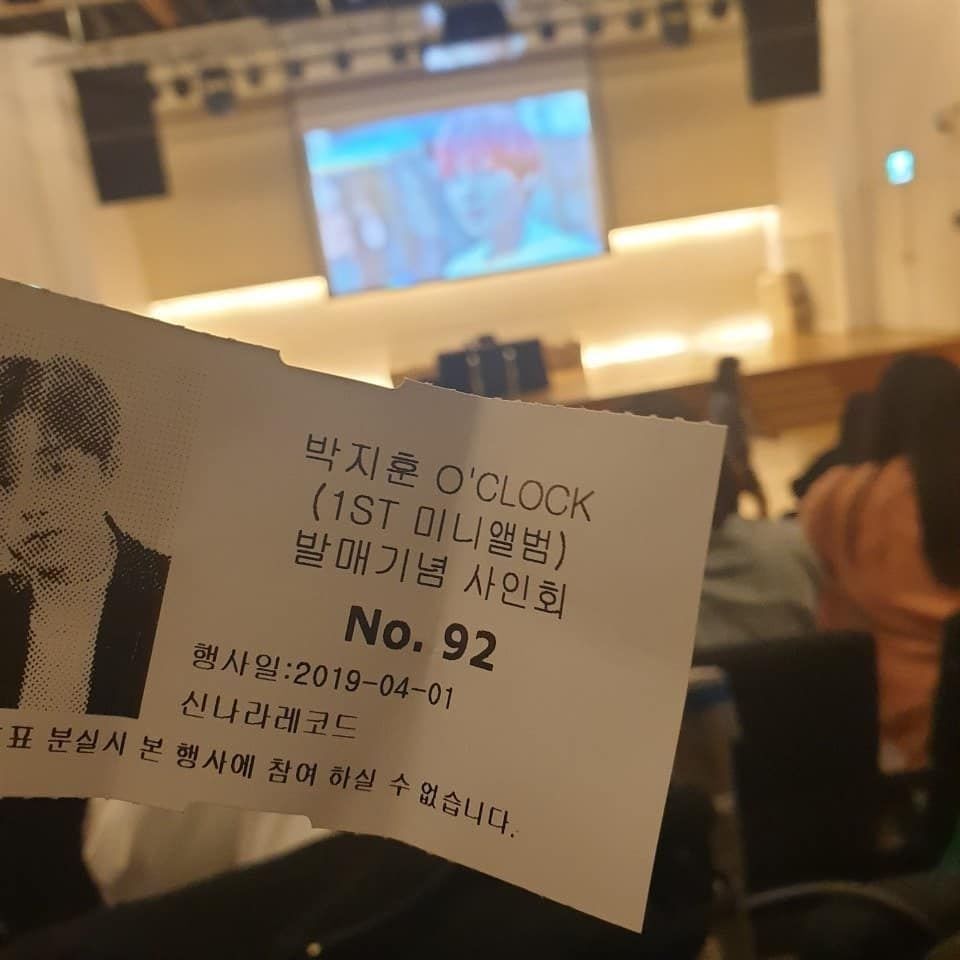 박지훈 O'CLOCK
(1ST 미니앨범)
발매기념 사인회
No. 92
행사일:2019-04-01
신나라레코드
표 분실시 본 행사에 참여 하실 수 없습니다.